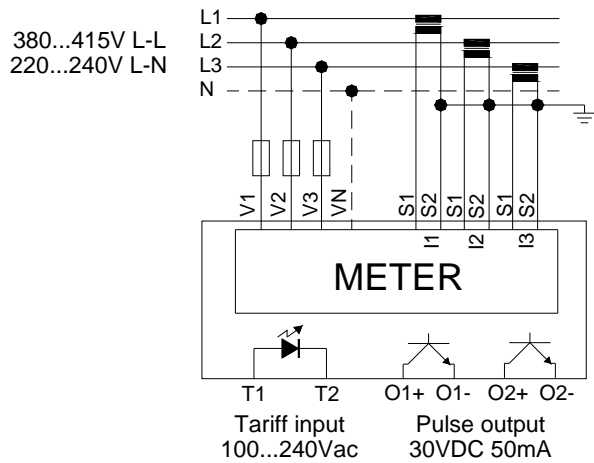 L1
380...415V L-L
L2
220...240V L-N
L3
N
V1 V2 V3 VN S1 S2 S1 S2 S1 S2
I1 I2 I3
METER
T1 T2 O1+ O1- O2+ O2-
Tariff input Pulse output
100...240Vac 30VDC 50mA